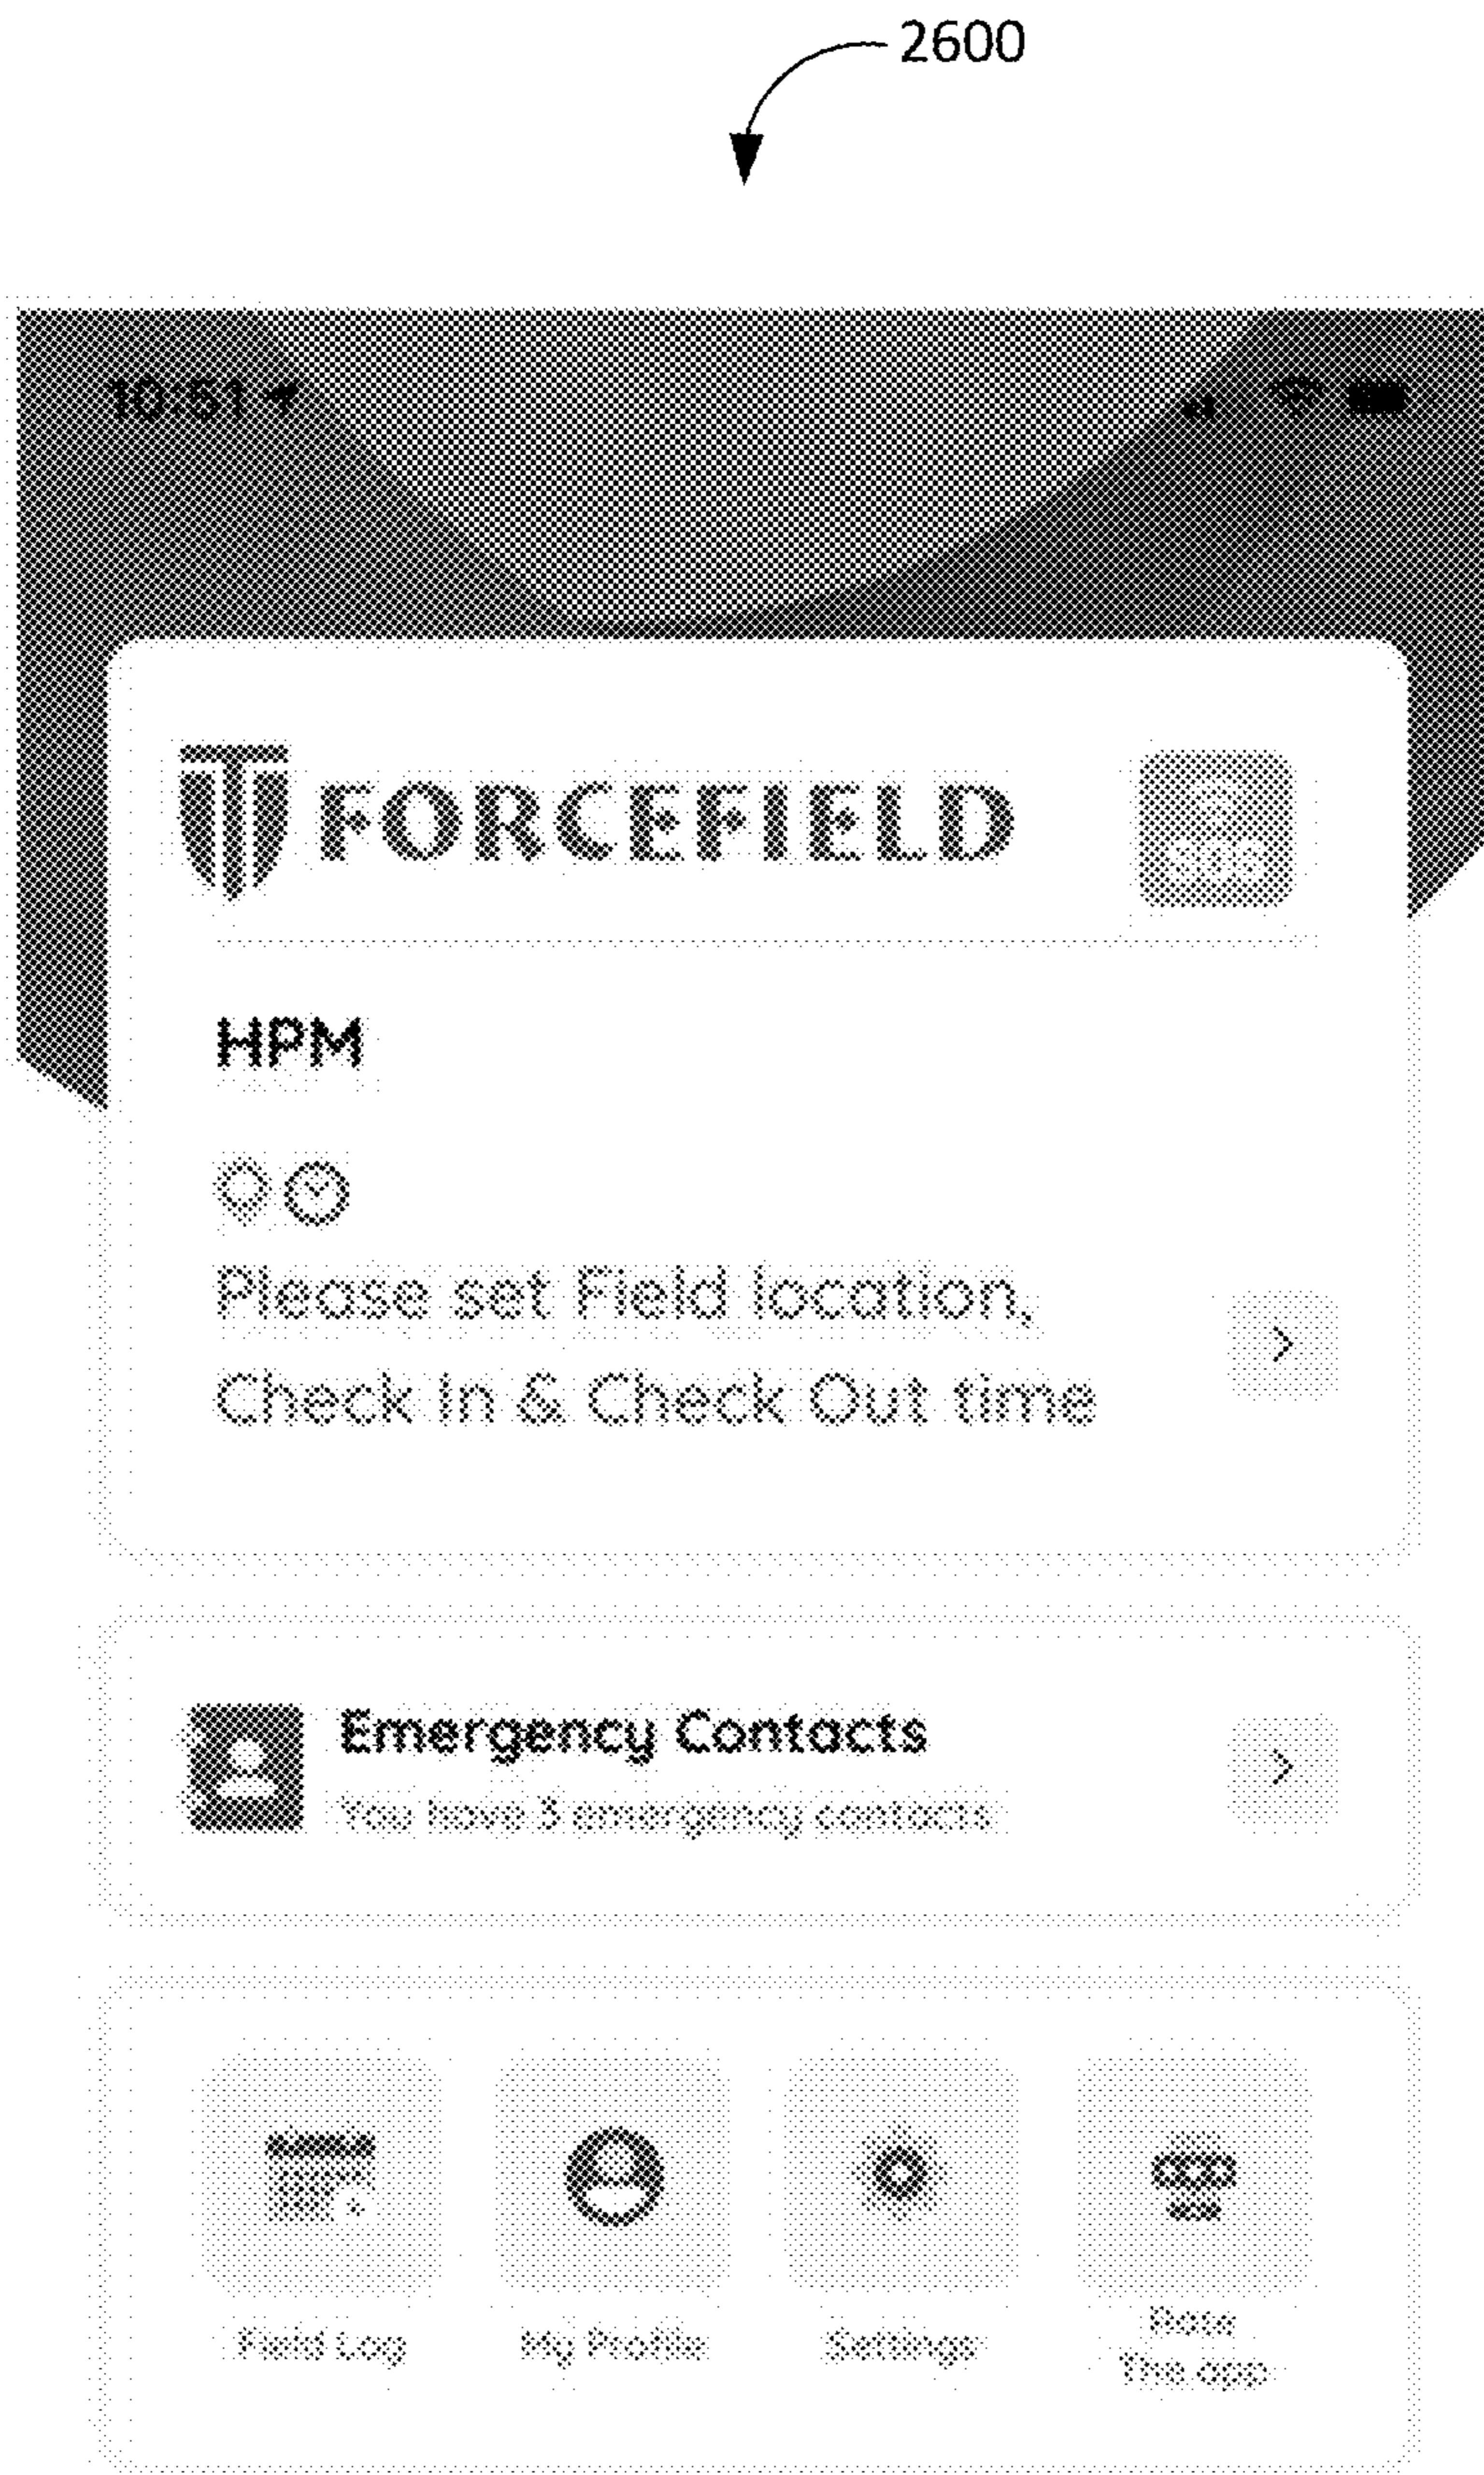 2600
10:51
FORCEFIELD
SOS
HPM
Please set Field location,
Check in & Check Out time
Emergency Contacts
You have 3 emergency contacts
Field Log
My Profile
Settings
The app